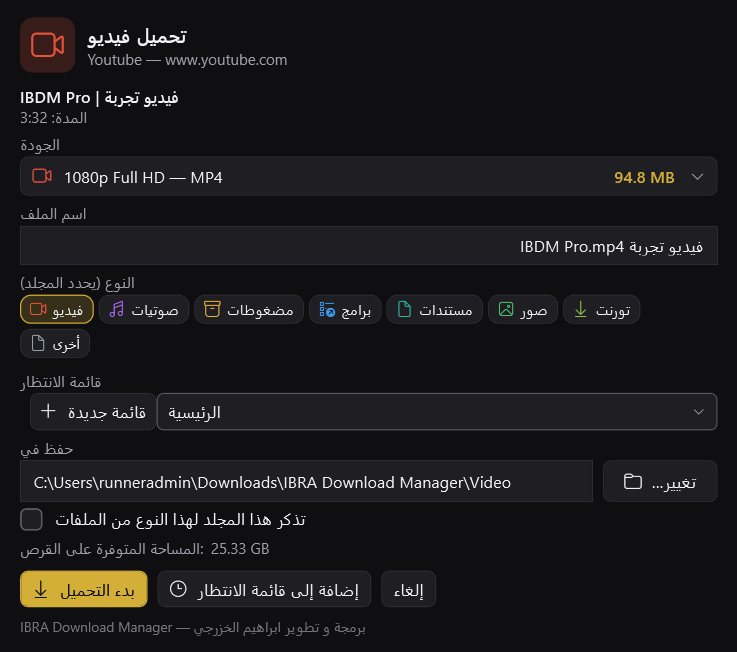 تحميل فيديو
Youtube — www.youtube.com
فيديو تجربة | IBDM Pro
المدة: 3:32
الجودة
1080p Full HD — MP4 94.8 MB
اسم الملف
فيديو تجربة IBDM Pro.mp4
النوع (يحدد المجلد)
فيديو صوتيات مضغوطات برامج مستندات صور تورنت
أخرى
قائمة الانتظار
قائمة جديدة الرئيسية
حفظ في
C:\Users\runneradmin\Downloads\IBRA Download Manager\Video تغيير...
تذكر هذا المجلد لهذا النوع من الملفات
المساحة المتوفرة على القرص: 25.33 GB
بدء التحميل إضافة إلى قائمة الانتظار إلغاء
IBRA Download Manager — برمجة و تطوير ابراهيم الخزرجي